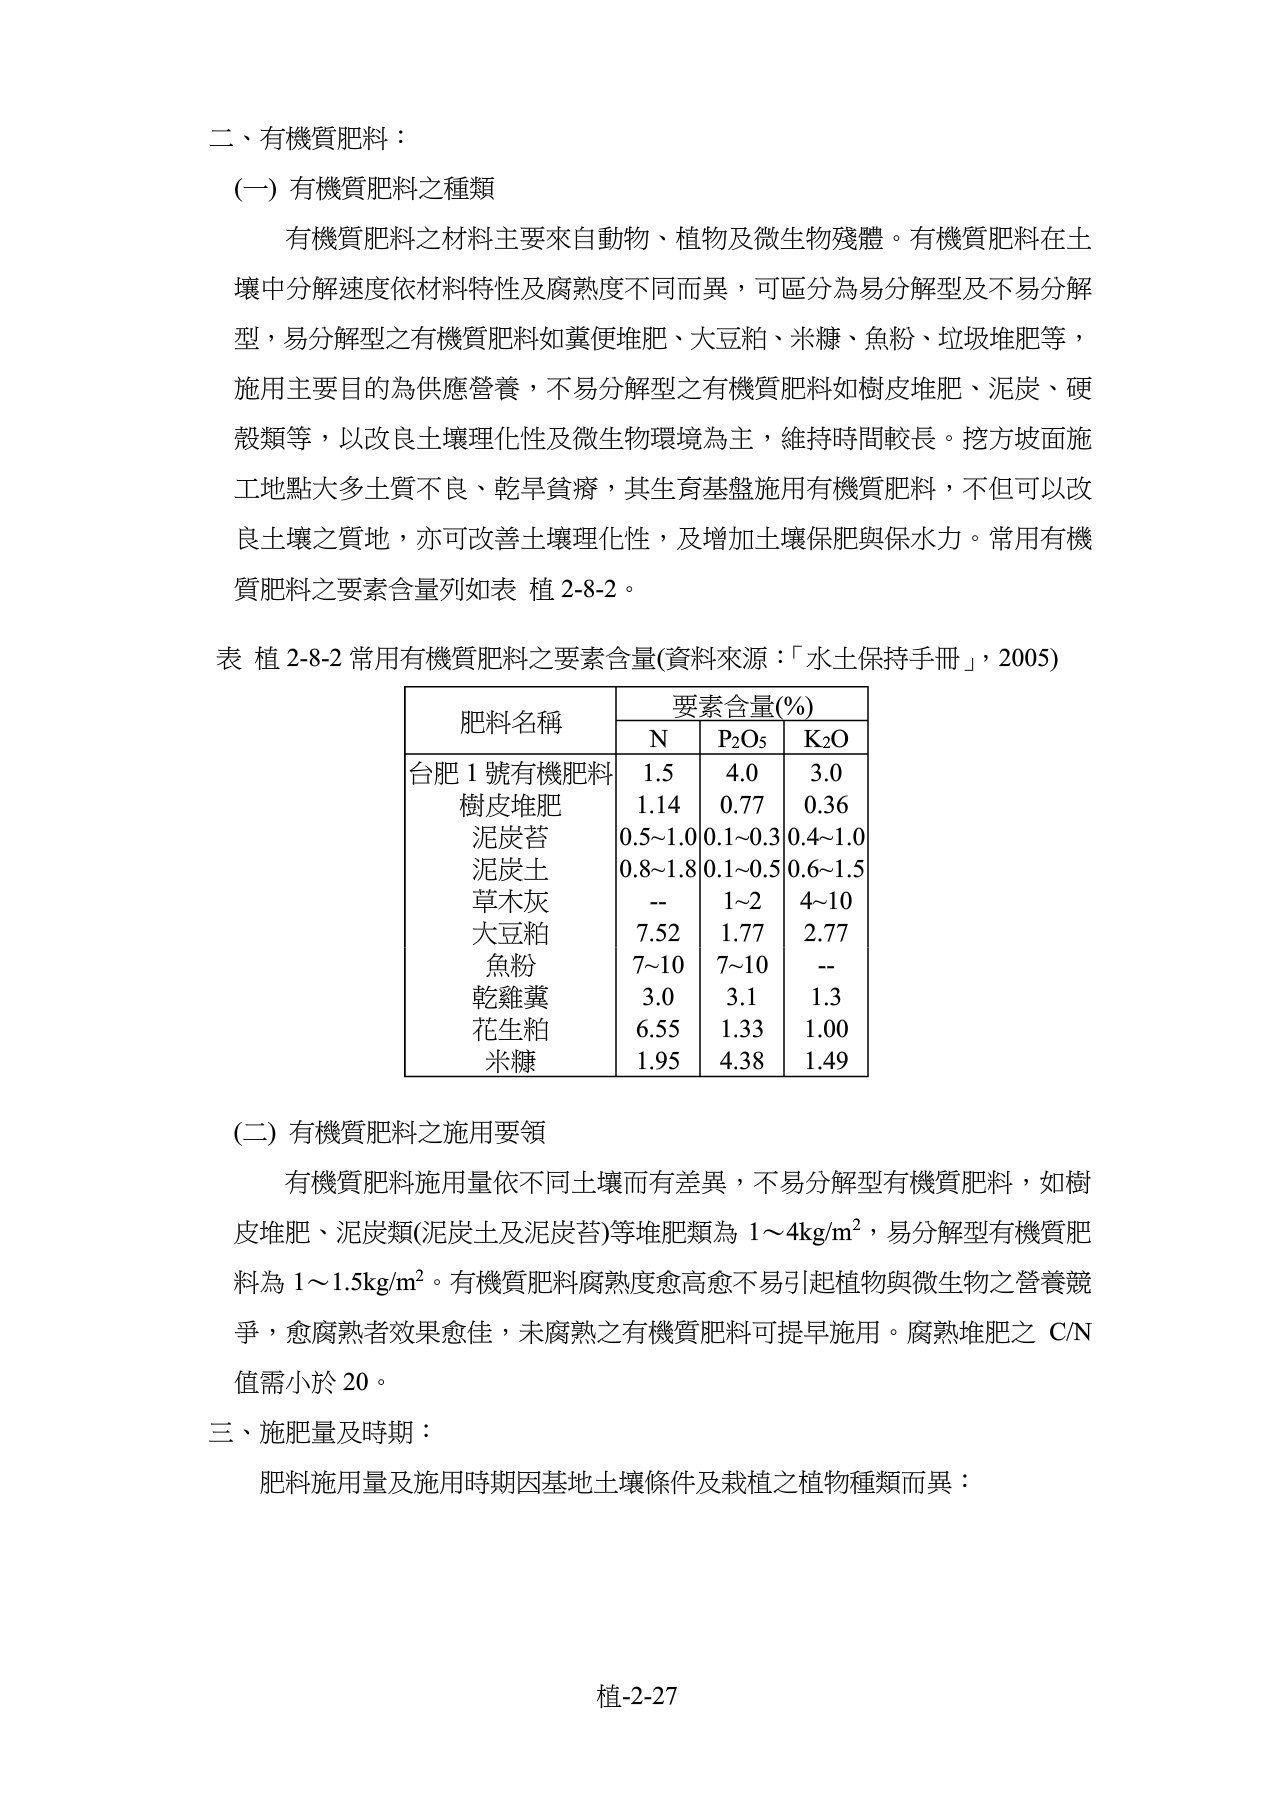 二、有機質肥料：
(一) 有機質肥料之種類
有機質肥料之材料主要來自動物、植物及微生物殘體。有機質肥料在土
壤中分解速度依材料特性及腐熟度不同而異，可區分為易分解型及不易分解
型，易分解型之有機質肥料如糞便堆肥、大豆粕、米糠、魚粉、垃圾堆肥等，
施用主要目的為供應營養，不易分解型之有機質肥料如樹皮堆肥、泥炭、硬
殼類等，以改良土壤理化性及微生物環境為主，維持時間較長。挖方坡面施
工地點大多土質不良、乾旱貧瘠，其生育基盤施用有機質肥料，不但可以改
良土壤之質地，亦可改善土壤理化性，及增加土壤保肥與保水力。常用有機
質肥料之要素含量列如表 植 2-8-2。
表 植 2-8-2 常用有機質肥料之要素含量(資料來源：「水土保持手冊」，2005)
肥料名稱 要素含量(%)
N P₂O₅ K₂O
台肥 1 號有機肥料 1.5 4.0 3.0
樹皮堆肥 1.14 0.77 0.36
泥炭苔 0.5~1.0 0.1~0.3 0.4~1.0
泥炭土 0.8~1.8 0.1~0.5 0.6~1.5
草木灰 -- 1~2 4~10
大豆粕 7.52 1.77 2.77
魚粉 7~10 7~10 --
乾雞糞 3.0 3.1 1.3
花生粕 6.55 1.33 1.00
米糠 1.95 4.38 1.49
(二) 有機質肥料之施用要領
有機質肥料施用量依不同土壤而有差異，不易分解型有機質肥料，如樹
皮堆肥、泥炭類(泥炭土及泥炭苔)等堆肥類為 1～4kg/m²，易分解型有機質肥
料為 1～1.5kg/m²。有機質肥料腐熟度愈高愈不易引起植物與微生物之營養競
爭，愈腐熟者效果愈佳，未腐熟之有機質肥料可提早施用。腐熟堆肥之 C/N
值需小於 20。
三、施肥量及時期：
肥料施用量及施用時期因基地土壤條件及栽植之植物種類而異：
植-2-27